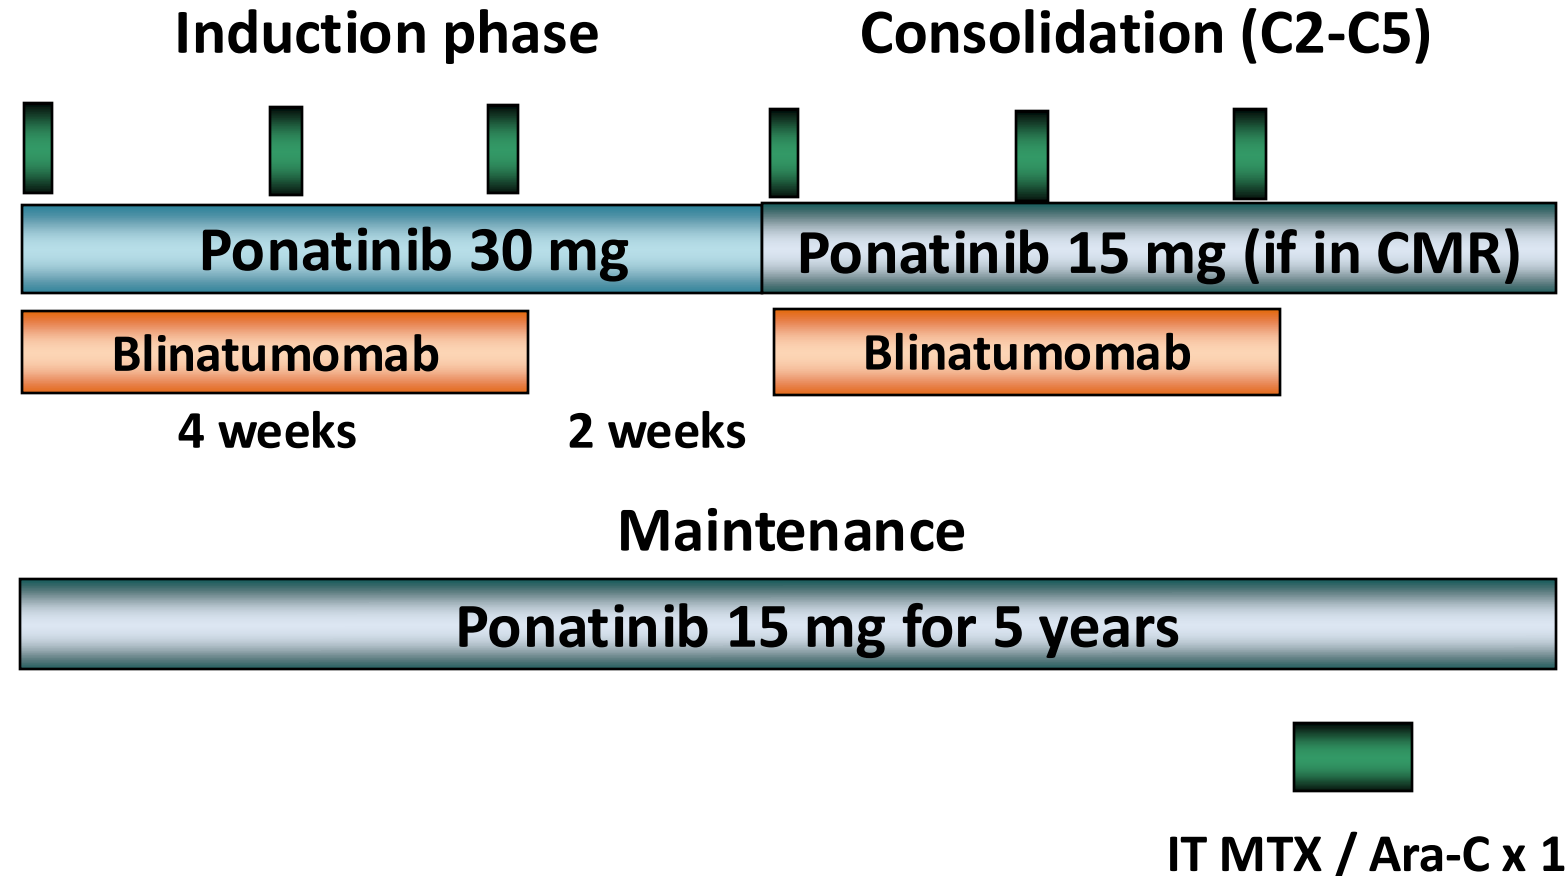 Induction phase
Consolidation (C2-C5)
Ponatinib 30 mg
Ponatinib 15 mg (if in CMR)
Blinatumomab
Blinatumomab
4 weeks
2 weeks
Maintenance
Ponatinib 15 mg for 5 years
IT MTX / Ara-C x 1